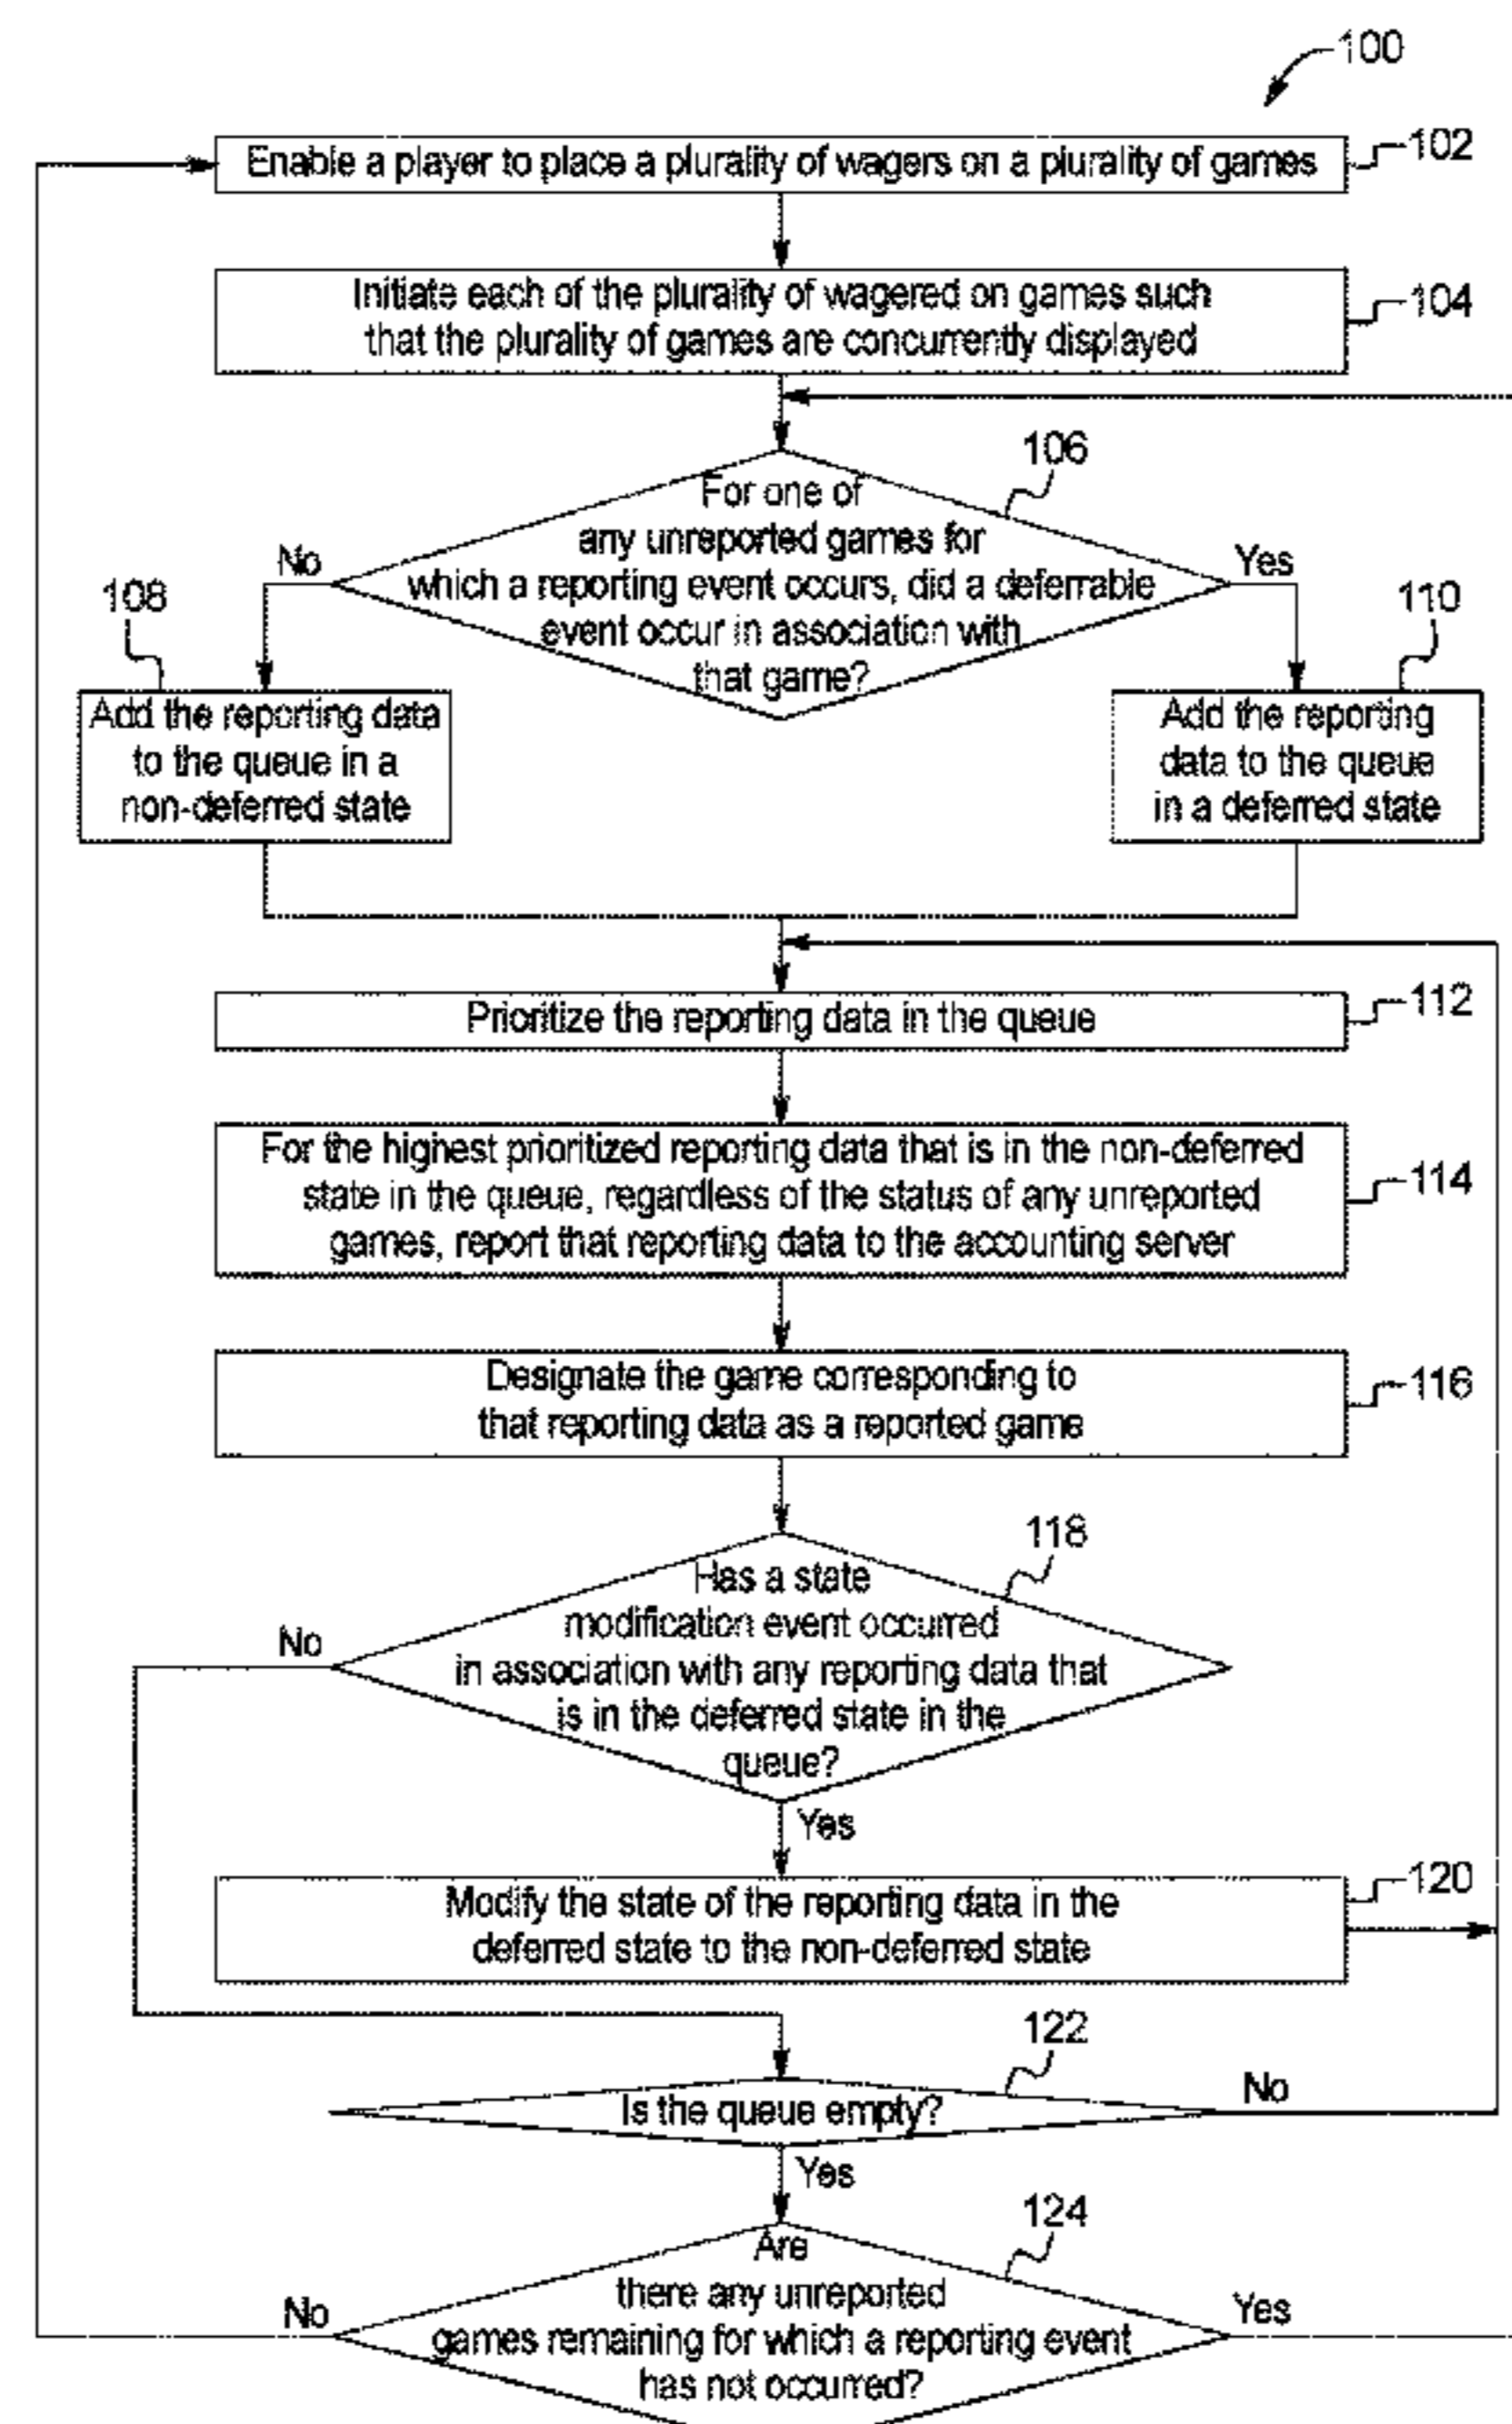 100
Enable a player to place a plurality of wagers on a plurality of games
102
Initiate each of the plurality of wagered on games such
that the plurality of games are concurrently displayed
104
106
For one of
any unreported games for
which a reporting event occurs, did a deferrable
event occur in association with
that game?
No
Yes
108
110
Add the reporting data
to the queue in a
non-deferred state
Add the reporting
data to the queue
in a deferred state
Prioritize the reporting data in the queue
112
For the highest prioritized reporting data that is in the non-deferred
state in the queue, regardless of the status of any unreported
games, report that reporting data to the accounting server
114
Designate the game corresponding to
that reporting data as a reported game
116
118
Has a state
modification event occurred
in association with any reporting data that
is in the deferred state in the
queue?
No
Yes
Modify the state of the reporting data in the
deferred state to the non-deferred state
120
122
Is the queue empty?
No
Yes
124
Are
there any unreported
games remaining for which a reporting event
has not occurred?
No
Yes